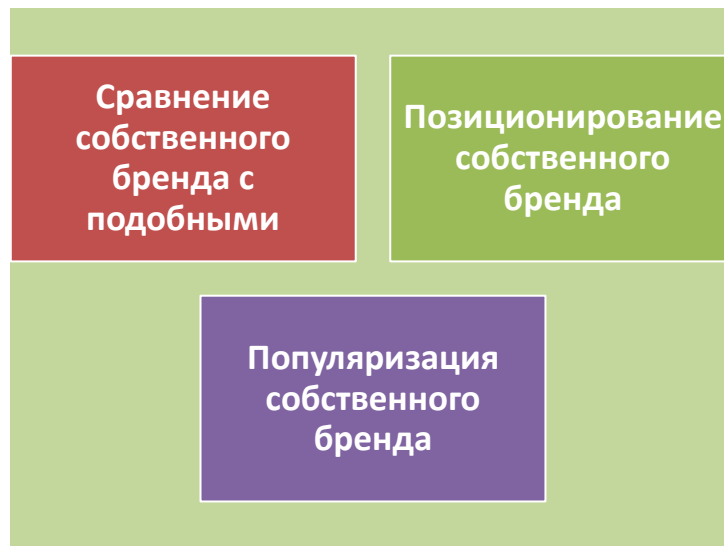 Сравнение
собственного
бренда с
подобными
Позиционирование
собственного
бренда
Популяризация
собственного
бренда